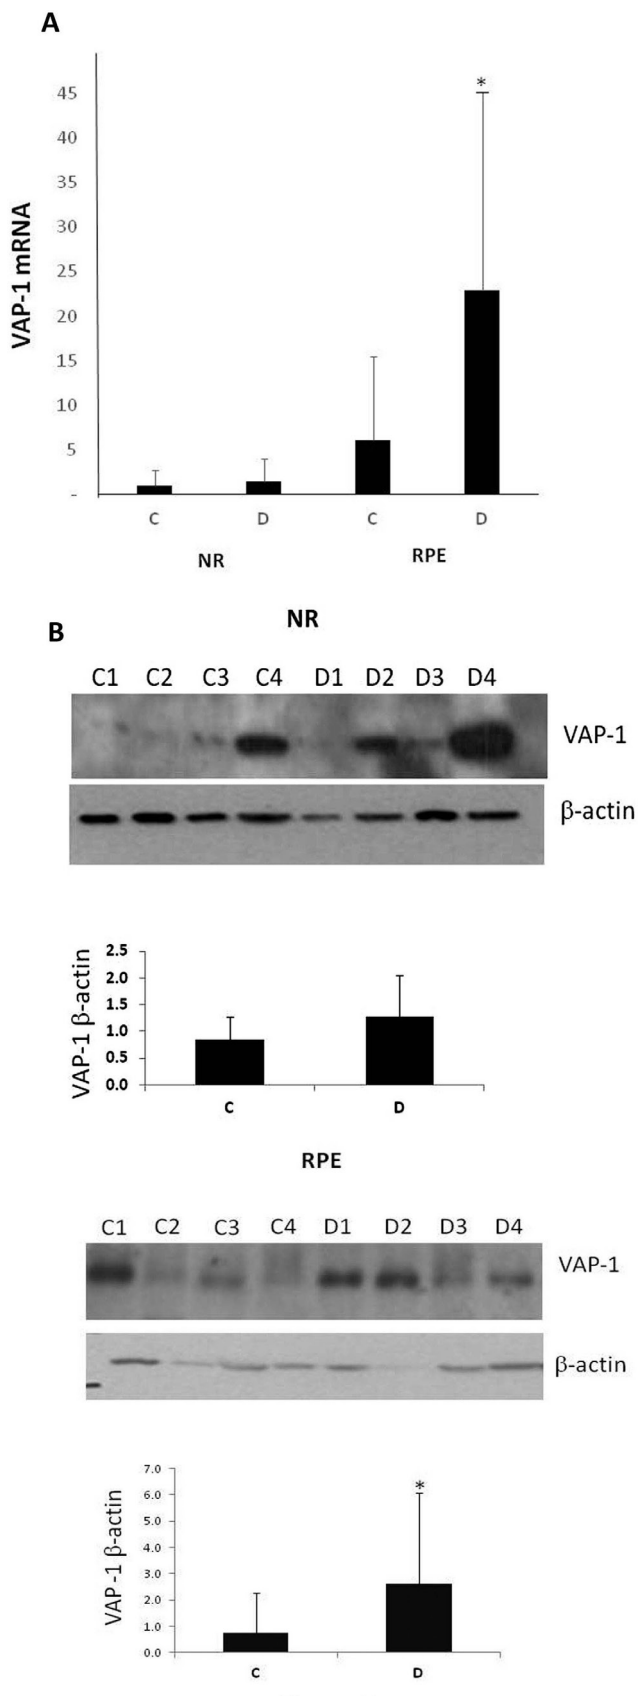 A
VAP-1 mRNA
45
40
35
30
25
20
15
10
5
-
C D C D
NR RPE
*
B
NR
C1 C2 C3 C4 D1 D2 D3 D4
VAP-1
β-actin
VAP-1 β-actin
2.5
2.0
1.5
1.0
0.5
0.0
C D
RPE
C1 C2 C3 C4 D1 D2 D3 D4
VAP-1
β-actin
VAP -1 β-actin
7.0
6.0
5.0
4.0
3.0
2.0
1.0
0.0
*
C D